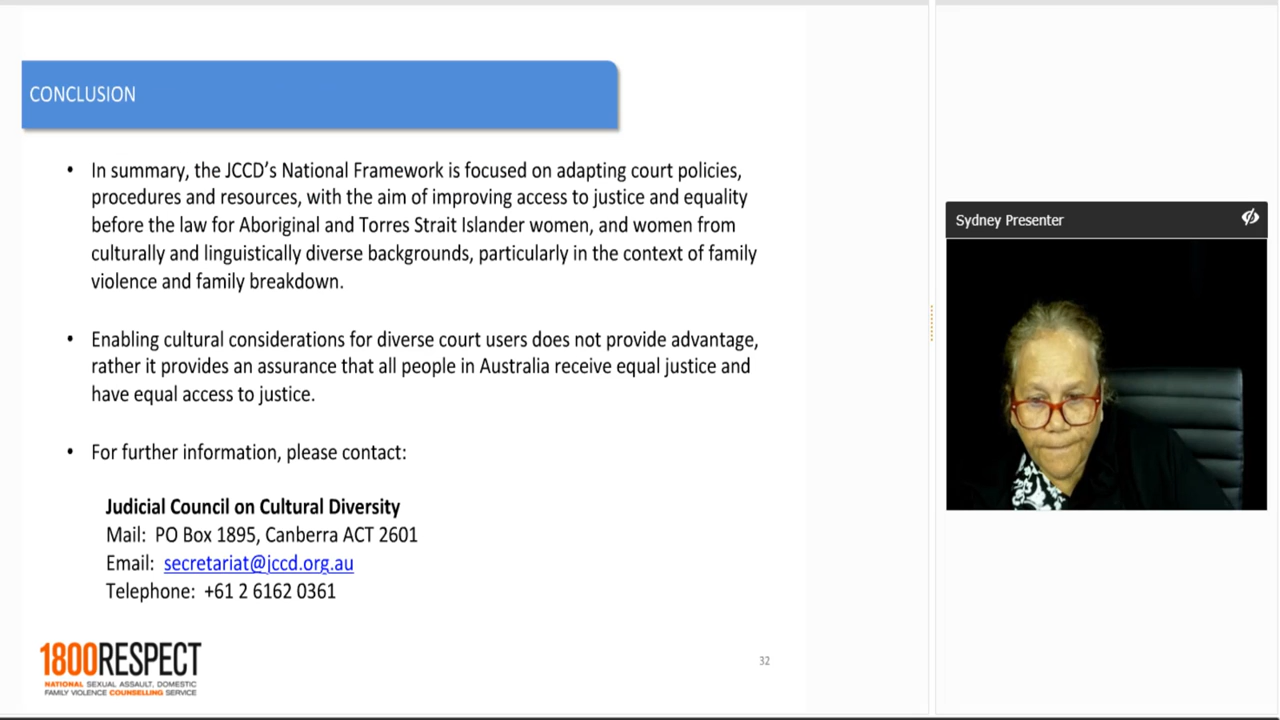 CONCLUSION
• In summary, the JCCD’s National Framework is focused on adapting court policies,
procedures and resources, with the aim of improving access to justice and equality
before the law for Aboriginal and Torres Strait Islander women, and women from
culturally and linguistically diverse backgrounds, particularly in the context of family
violence and family breakdown.
• Enabling cultural considerations for diverse court users does not provide advantage,
rather it provides an assurance that all people in Australia receive equal justice and
have equal access to justice.
• For further information, please contact:
Judicial Council on Cultural Diversity
Mail: PO Box 1895, Canberra ACT 2601
Email: secretariat@jccd.org.au
Telephone: +61 2 6162 0361
1800RESPECT
NATIONAL SEXUAL ASSAULT, DOMESTIC
FAMILY VIOLENCE COUNSELLING SERVICE
32
Sydney Presenter